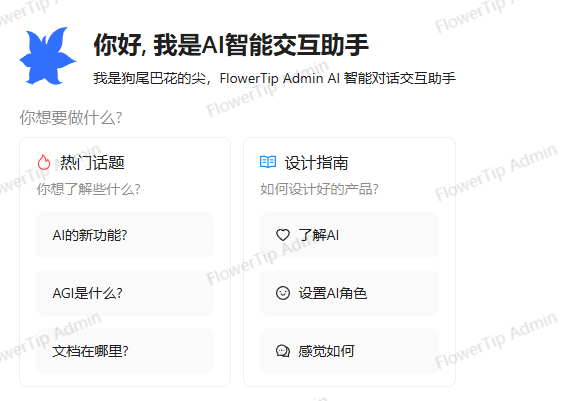 你好, 我是AI智能交互助手
我是狗尾巴花的尖，FlowerTip Admin AI 智能对话交互助手
你想要做什么?
热门话题
你想了解些什么?
AI的新功能?
AGI是什么?
文档在哪里?
设计指南
如何设计好的产品?
了解AI
设置AI角色
感觉如何
FlowerTip Admin
FlowerTip Admin
FlowerTip Admin
FlowerTip Admin
FlowerTip Admin